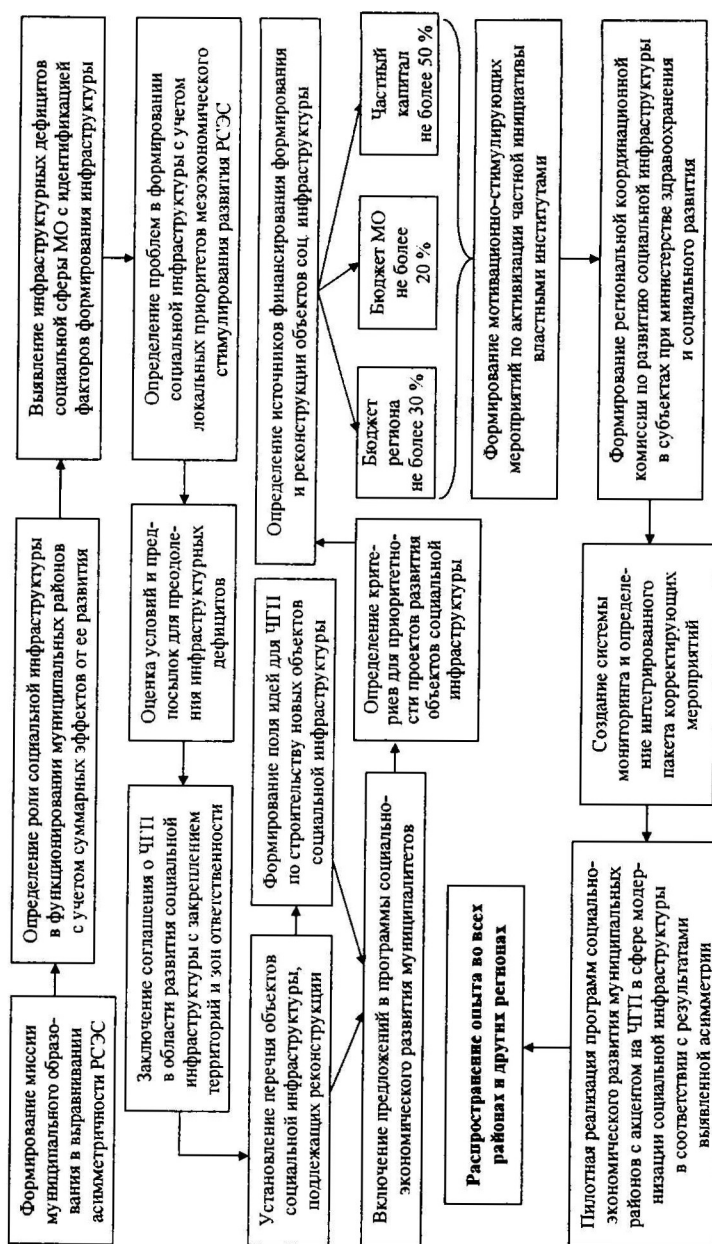 Формирование миссии
муниципального образо-
вания в выравнивании
асимметричности РСЭС
Определение роли социальной инфраструктуры
в функционировании муниципальных районов
с учетом суммарных эффектов от ее развития
Выявление инфраструктурных дефицитов
социальной сферы МО с идентификацией
факторов формирования инфраструктуры
Определение проблем в формировании
социальной инфраструктуры с учетом
локальных приоритетов мезоэкономического
стимулирования развития РСЭС
Оценка условий и пред-
посылок для преодоле-
ния инфраструктурных
дефицитов
Заключение соглашения о ЧГП
в области развития социальной
инфраструктуры с закреплением
территорий и зон ответственности
Установление перечня объектов
социальной инфраструктуры,
подлежащих реконструкции
Формирование поля идей для ЧГП
по строительству новых объектов
социальной инфраструктуры
Включение предложений в программы социально-
экономического развития муниципалитетов
Определение крите-
риев для приоритетно-
сти проектов развития
объектов социальной
инфраструктуры
Определение источников финансирования формирования
и реконструкции объектов соц. инфраструктуры
Бюджет
региона
не более 30 %
Бюджет МО
не более
20 %
Частный
капитал
не более 50 %
Формирование мотивационно-стимулирующих
мероприятий по активизации частной инициативы
властными институтами
Формирование региональной координационной
комиссии по развитию социальной инфраструктуры
в субъектах при министерстве здравоохранения
и социального развития
Создание системы
мониторинга и определе-
ние интегрированного
пакета корректирующих
мероприятий
Пилотная реализация программ социально-
экономического развития муниципальных
районов с акцентом на ЧГП в сфере модер-
низации социальной инфраструктуры
в соответствии с результатами
выявленной асимметрии
Распространение опыта во всех
районах и других регионах